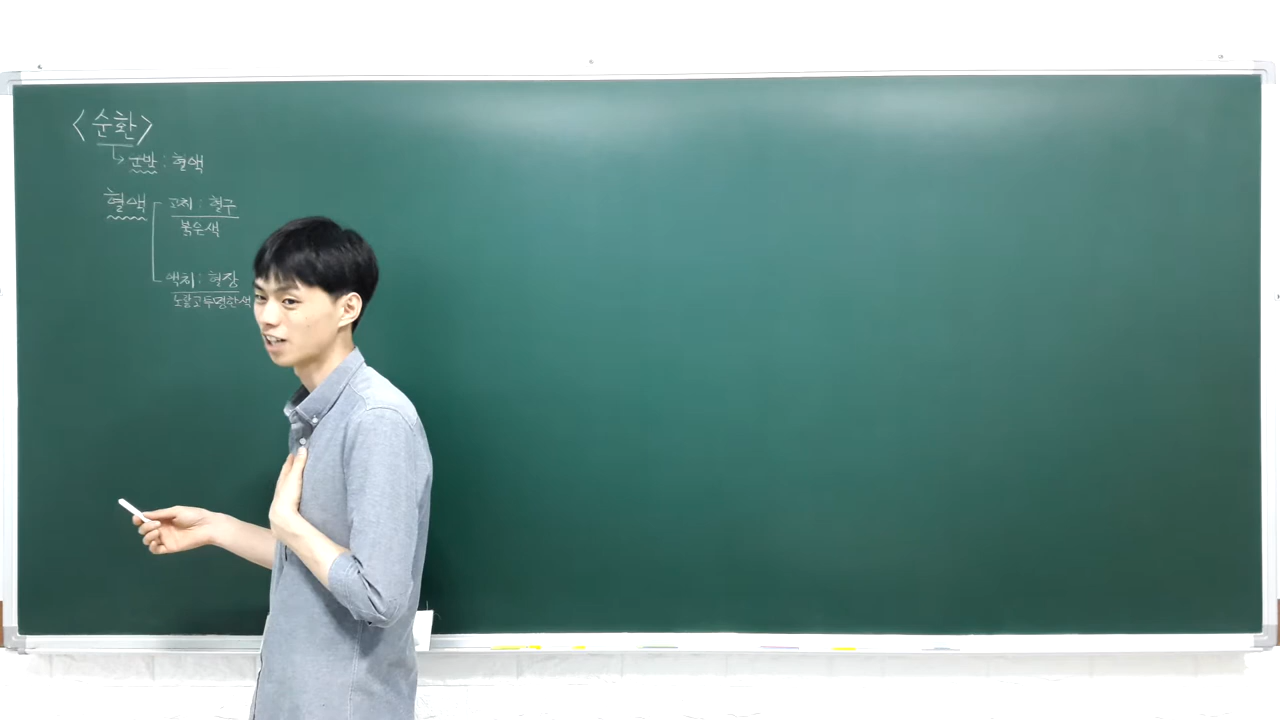 <순환>
↳ 운반 : 혈액
혈액
고체 : 혈구
붉은색
액체 : 혈장
노랗고 투명한색